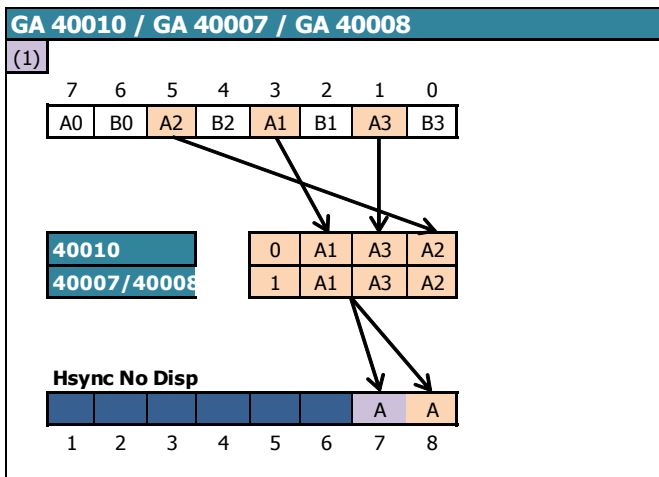 GA 40010 / GA 40007 / GA 40008
(1)
7 6 5 4 3 2 1 0
A0 B0 A2 B2 A1 B1 A3 B3
40010 0 A1 A3 A2
40007/40008 1 A1 A3 A2
Hsync No Disp
A A
1 2 3 4 5 6 7 8